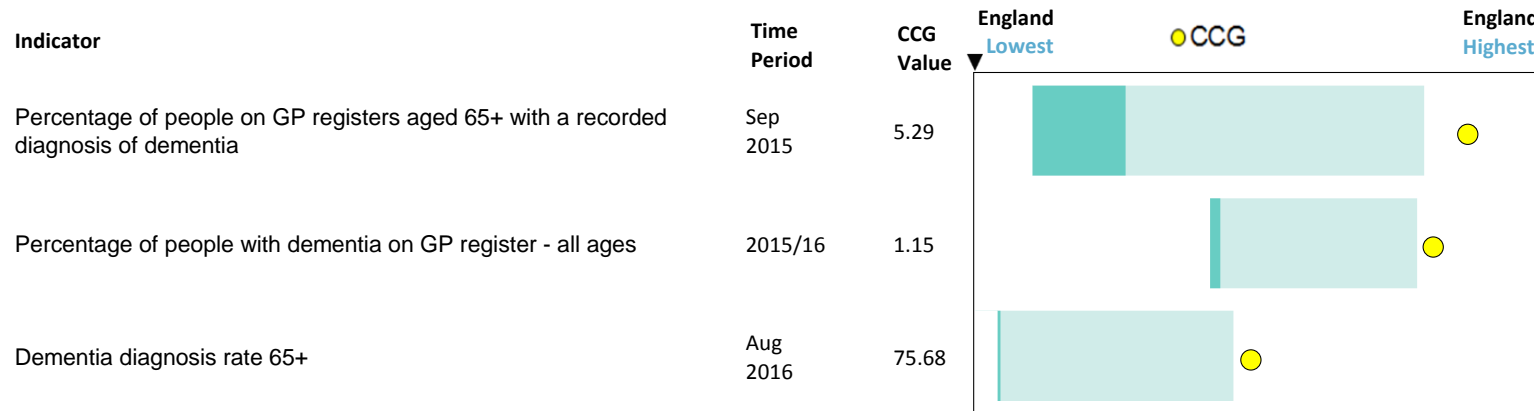 Indicator
Time
Period
CCG
Value
England
Lowest
CCG
England
Highest
Percentage of people on GP registers aged 65+ with a recorded
diagnosis of dementia
Sep
2015
5.29
Percentage of people with dementia on GP register - all ages
2015/16
1.15
Dementia diagnosis rate 65+
Aug
2016
75.68